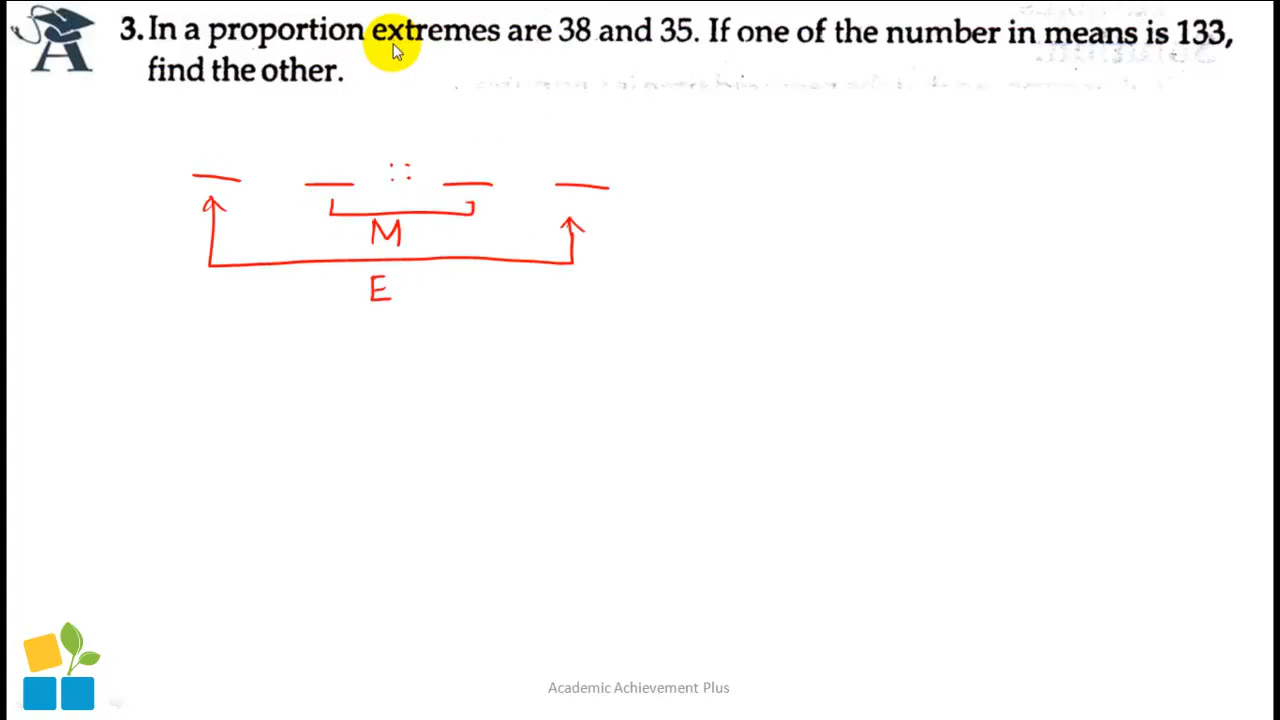 3. In a proportion extremes are 38 and 35. If one of the number in means is 133,
find the other.
::
M
E
Academic Achievement Plus